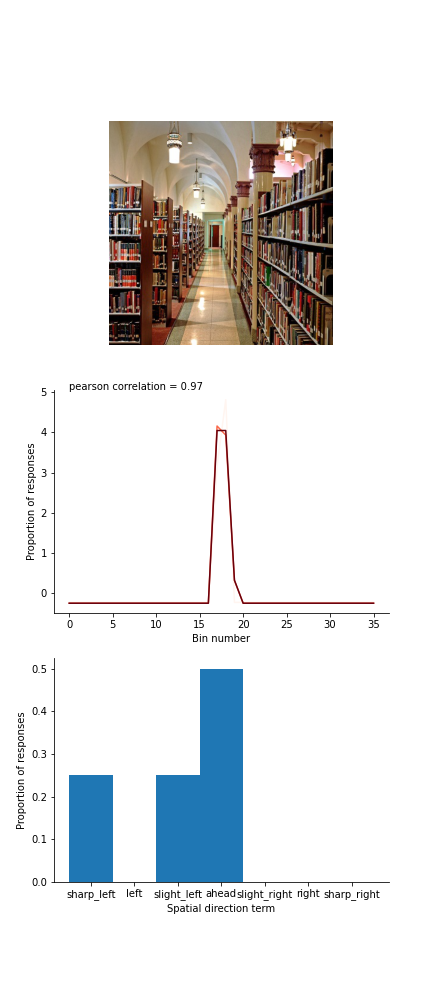 pearson correlation = 0.97
5
4
3
2
1
0
Proportion of responses
0 5 10 15 20 25 30 35
Bin number
0.5
0.4
0.3
0.2
0.1
0.0
Proportion of responses
sharp_left left slight_left ahead slight_right right sharp_right
Spatial direction term